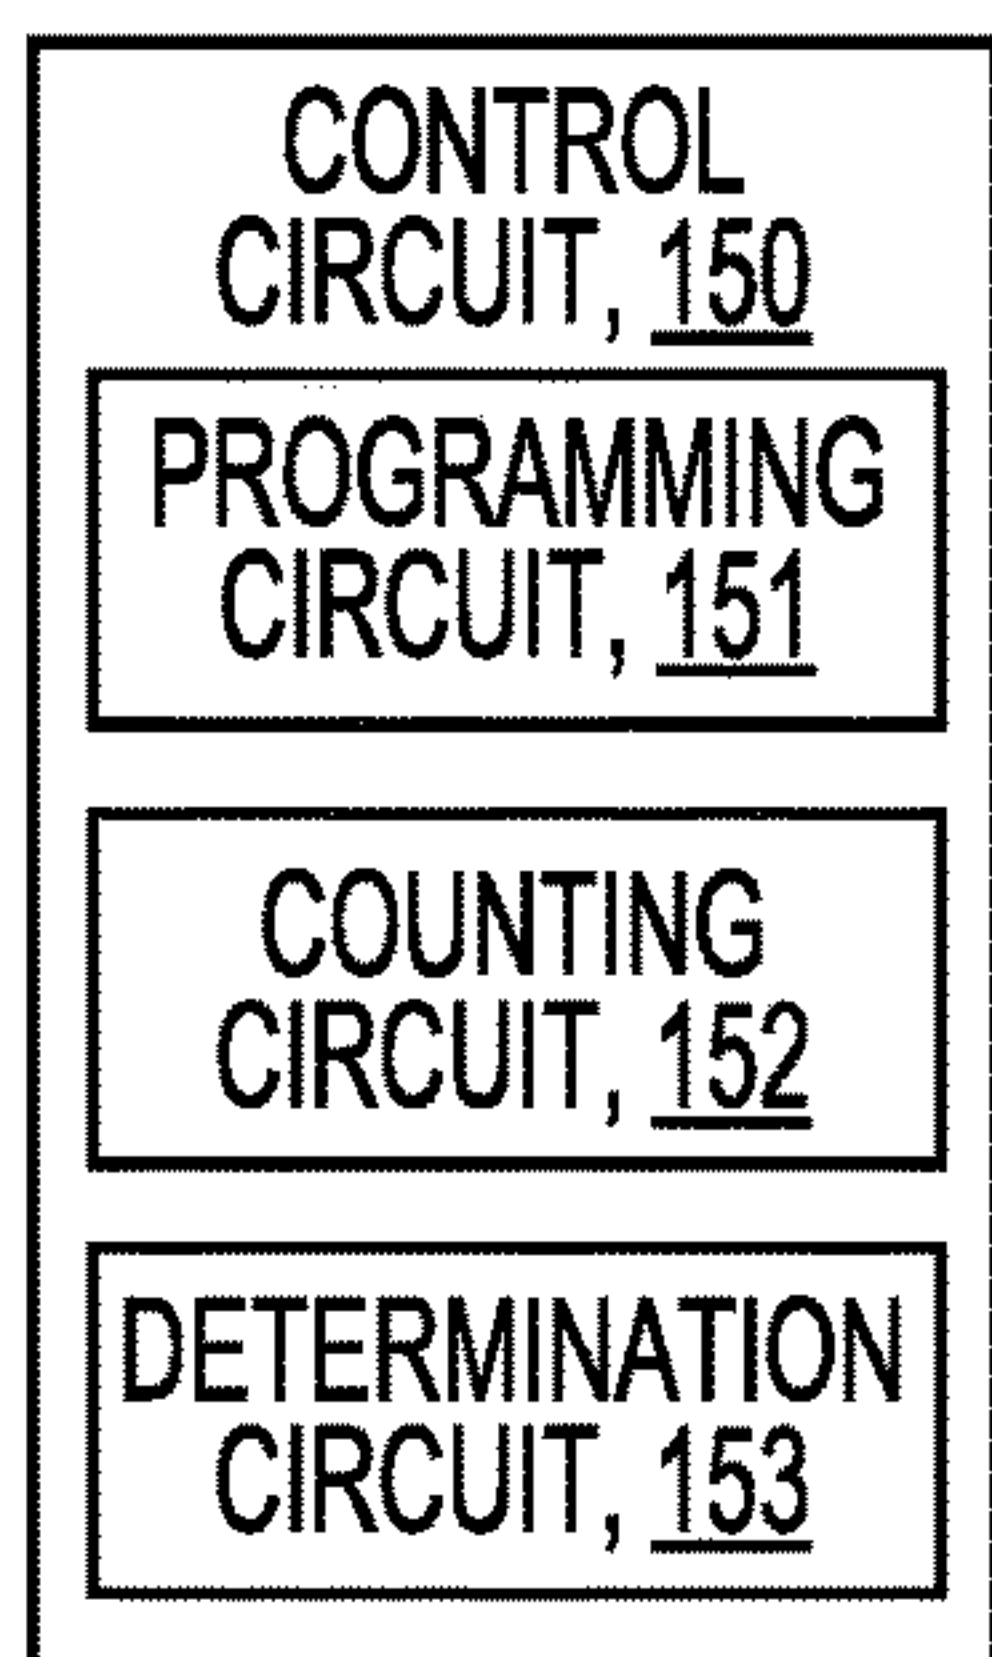 CONTROL
CIRCUIT, 150
PROGRAMMING
CIRCUIT, 151
COUNTING
CIRCUIT, 152
DETERMINATION
CIRCUIT, 153